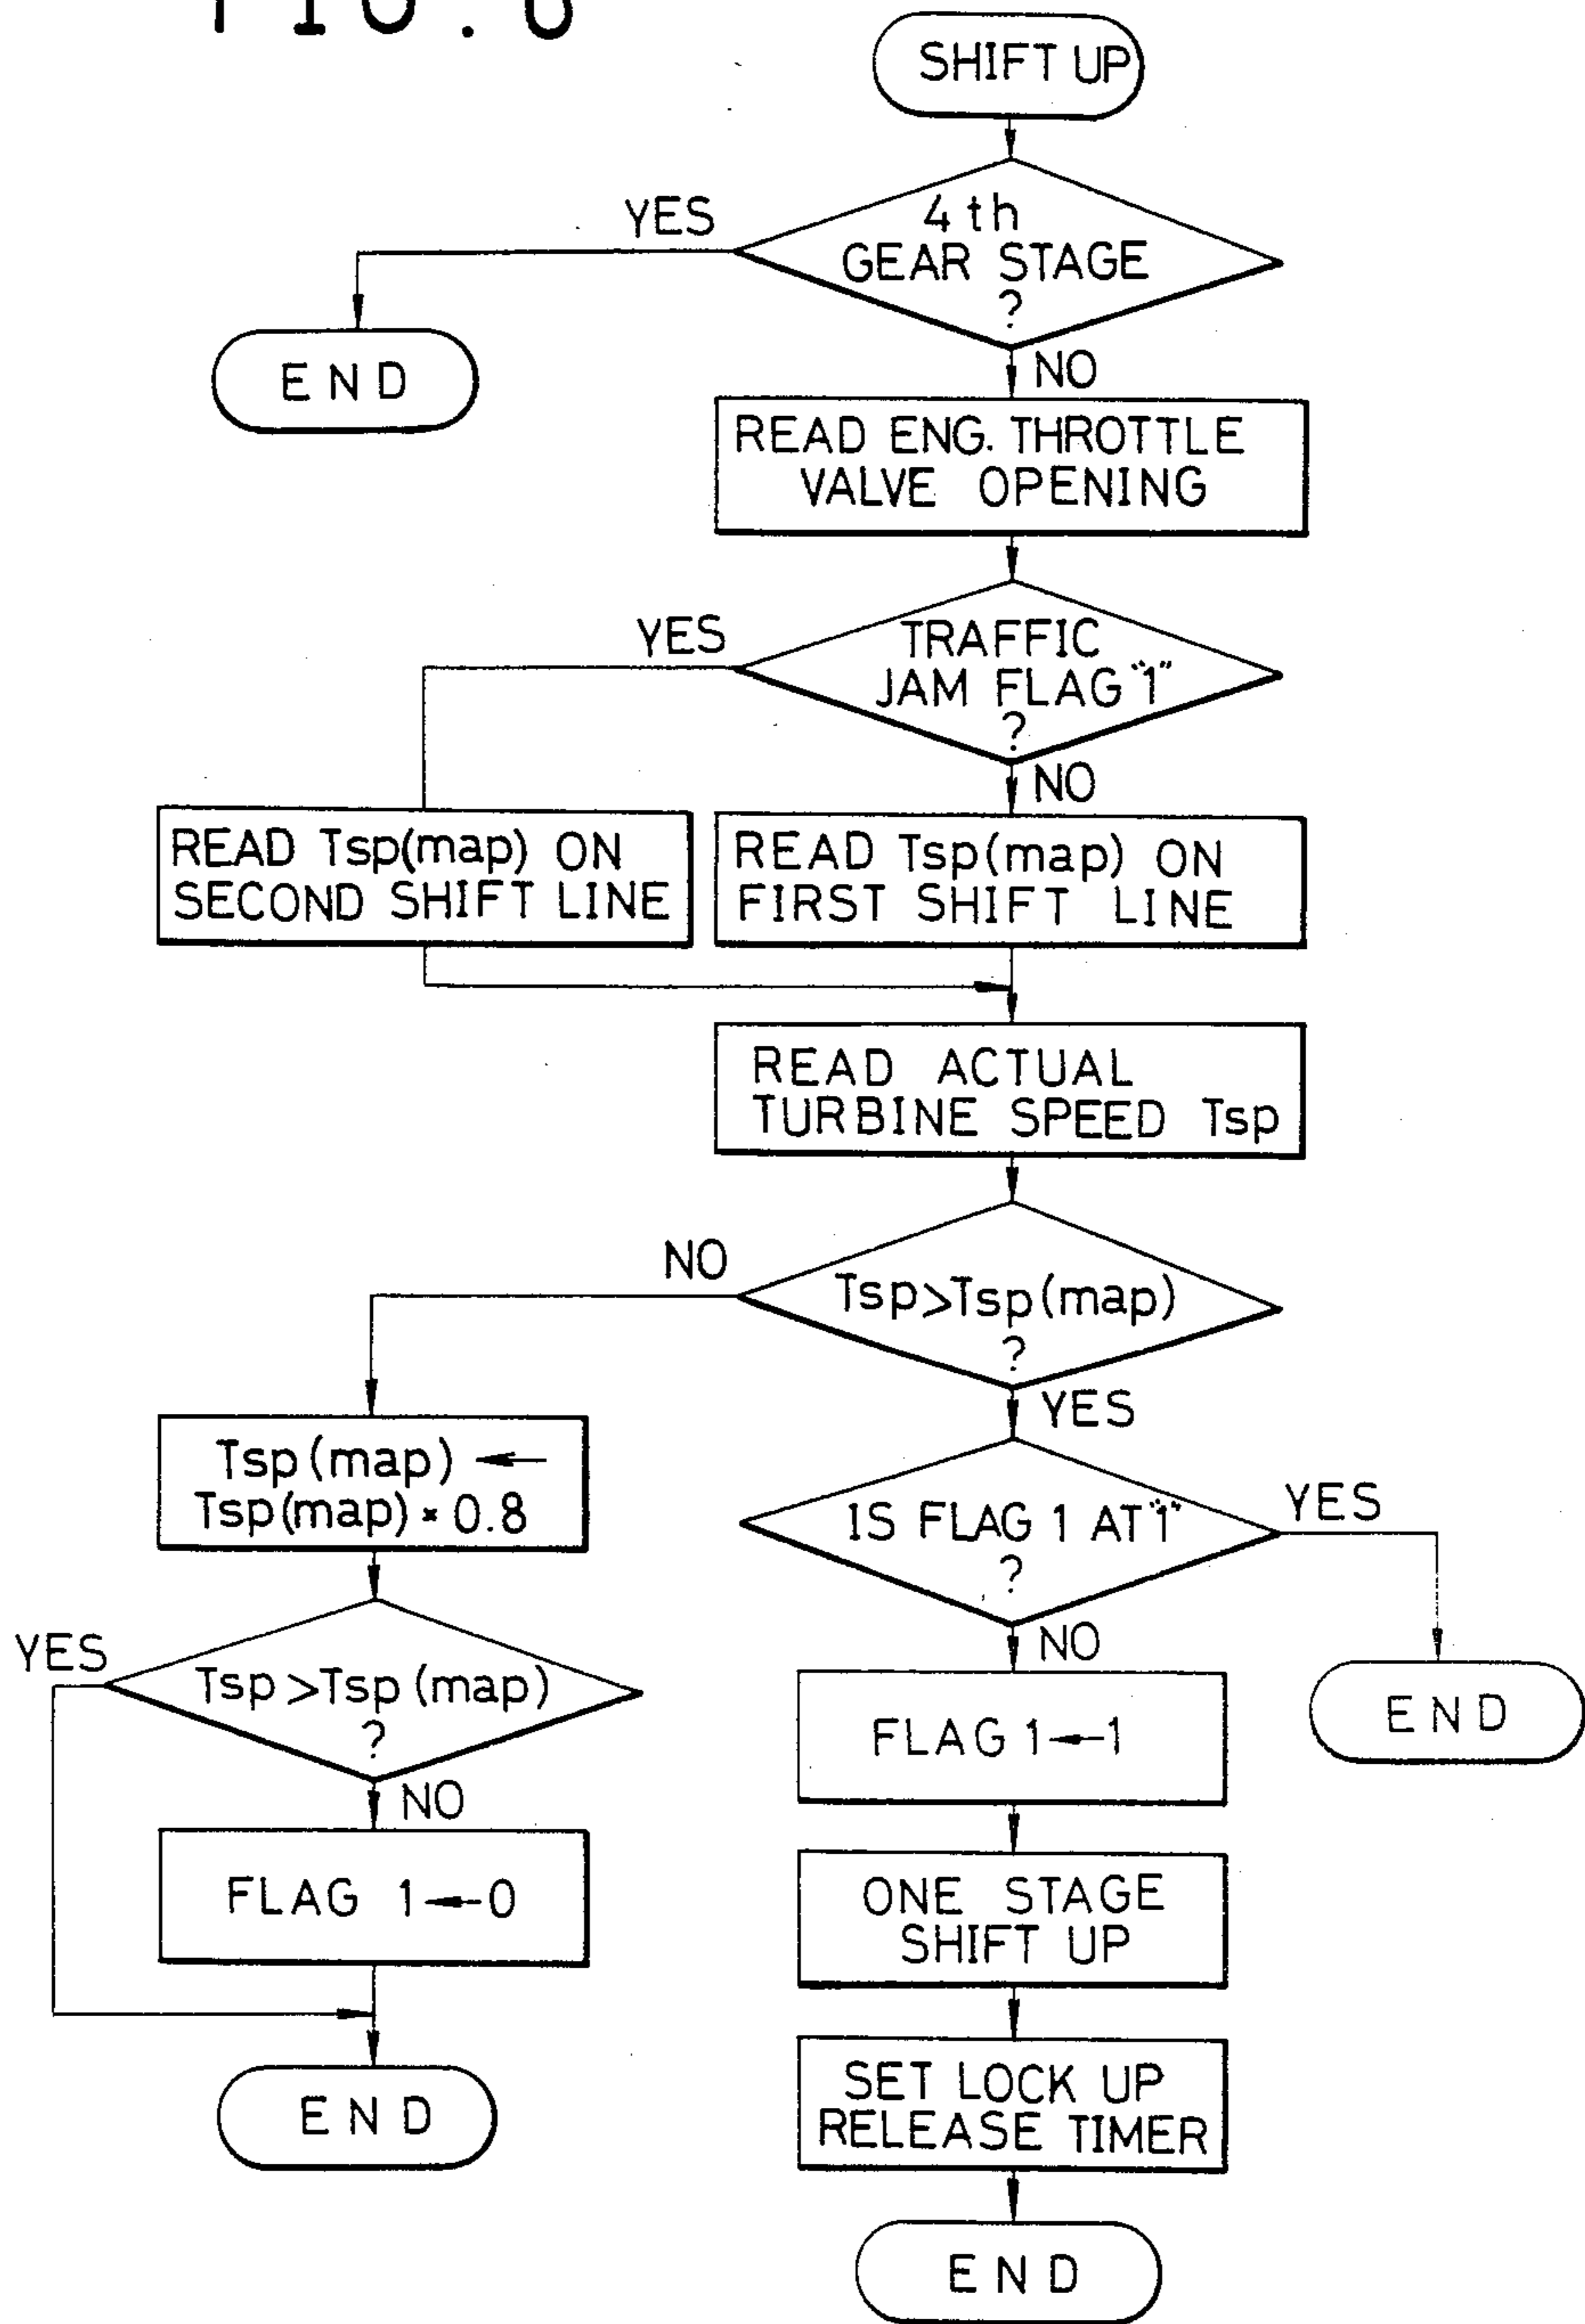 SHIFT UP
YES
4 th
GEAR STAGE
?
END
NO
READ ENG. THROTTLE
VALVE OPENING
YES
TRAFFIC
JAM FLAG "1"
?
NO
READ Tsp(map) ON
SECOND SHIFT LINE
READ Tsp(map) ON
FIRST SHIFT LINE
READ ACTUAL
TURBINE SPEED Tsp
NO
Tsp>Tsp(map)
?
YES
Tsp(map) ←
Tsp(map) × 0.8
IS FLAG 1 AT "1"
?
YES
NO
END
YES
Tsp>Tsp(map)
?
NO
FLAG 1←1
FLAG 1←0
ONE STAGE
SHIFT UP
END
SET LOCK UP
RELEASE TIMER
END